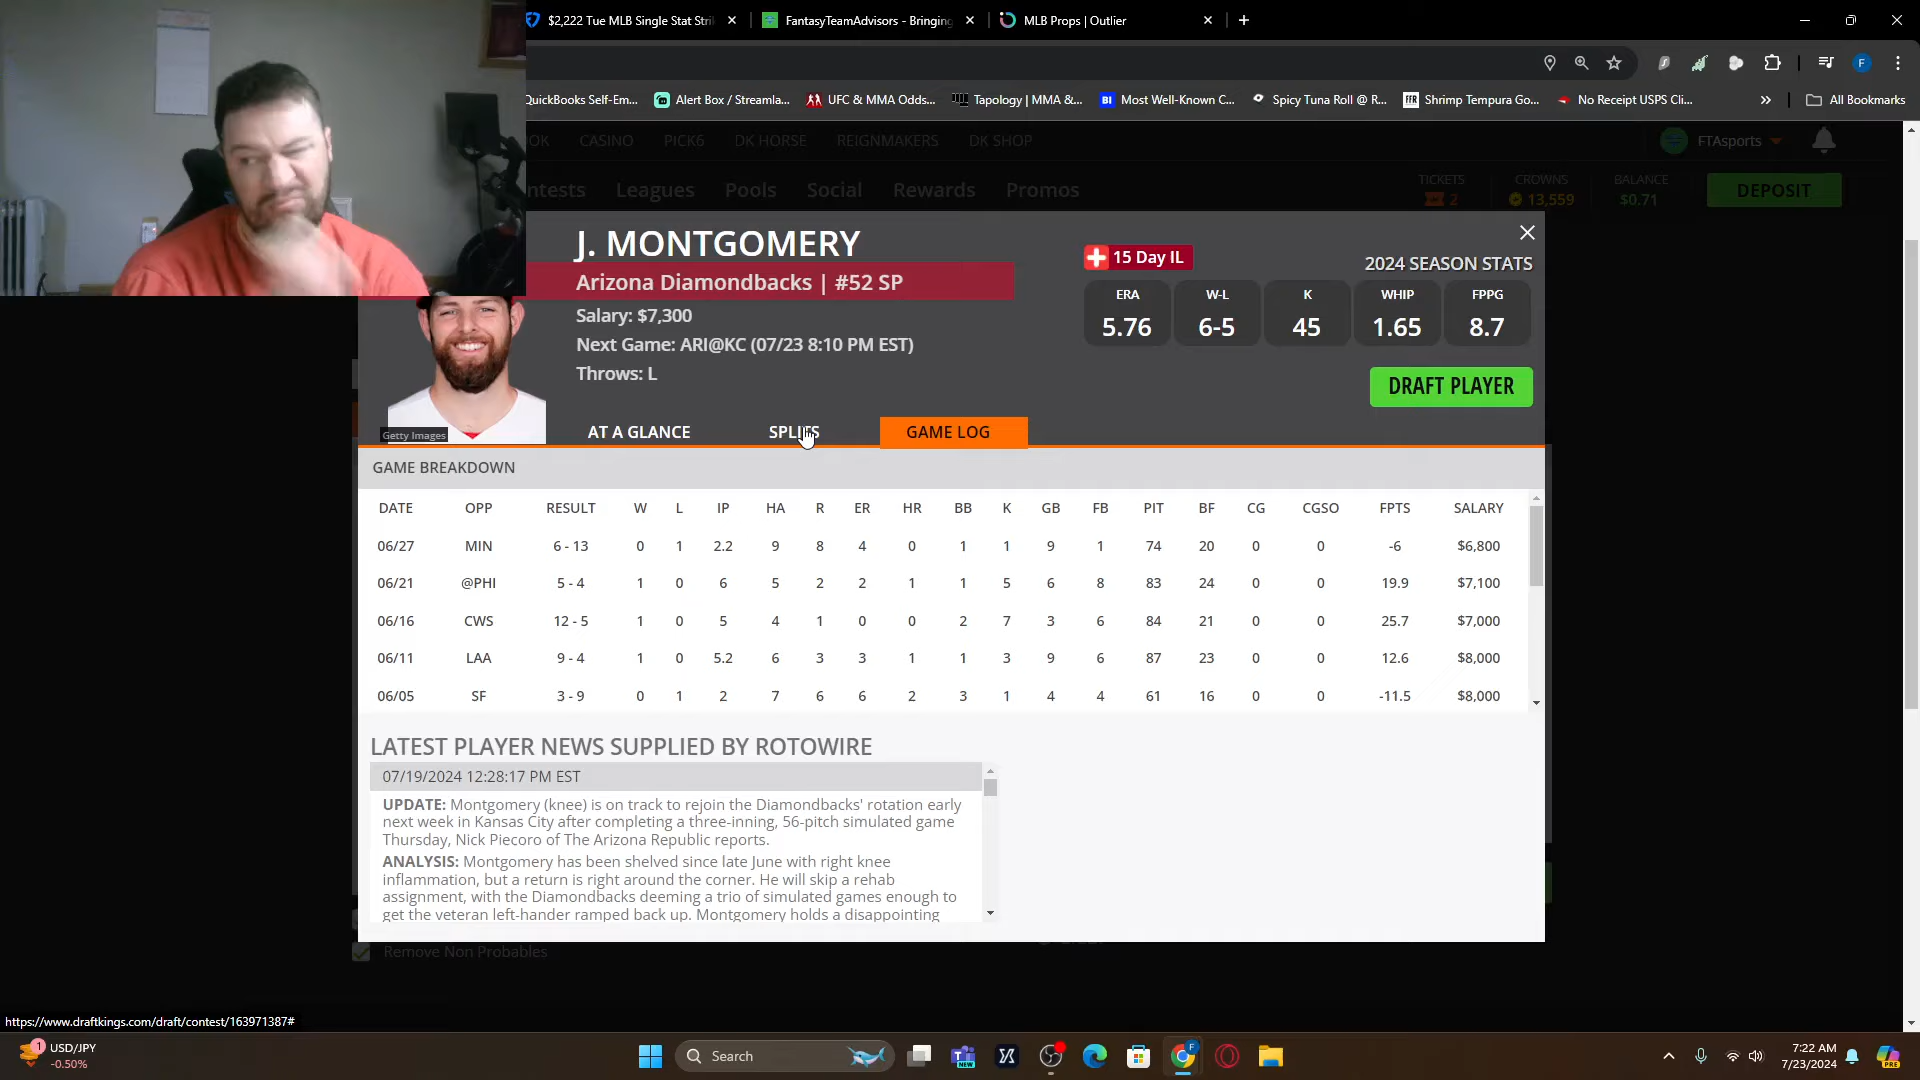 $2,222 Tue MLB Single Stat Stri
FantasyTeamAdvisors - Bringing
MLB Props | Outlier
QuickBooks Self-Em...
Alert Box / Streamla...
UFC & MMA Odds...
Tapology | MMA &...
Most Well-Known C...
Spicy Tuna Roll @ R...
Shrimp Tempura Go...
No Receipt USPS Cli...
All Bookmarks
OK CASINO PICK6 DK HORSE REIGNMAKERS DK SHOP
FTAsports
ntests Leagues Pools Social Rewards Promos
TICKETS 2
CROWNS 13,559
BALANCE $0.71
DEPOSIT
J. MONTGOMERY
Arizona Diamondbacks | #52 SP
Salary: $7,300
Next Game: ARI@KC (07/23 8:10 PM EST)
Throws: L
15 Day IL
2024 SEASON STATS
ERA W-L K WHIP FPPG
5.76 6-5 45 1.65 8.7
DRAFT PLAYER
Getty Images
AT A GLANCE SPLITS GAME LOG
GAME BREAKDOWN
DATE OPP RESULT W L IP HA R ER HR BB K GB FB PIT BF CG CGSO FPTS SALARY
06/27 MIN 6 - 13 0 1 2.2 9 8 4 0 1 1 9 1 74 20 0 0 -6 $6,800
06/21 @PHI 5 - 4 1 0 6 5 2 2 1 1 5 6 8 83 24 0 0 19.9 $7,100
06/16 CWS 12 - 5 1 0 5 4 1 0 0 2 7 3 6 84 21 0 0 25.7 $7,000
06/11 LAA 9 - 4 1 0 5.2 6 3 3 1 1 3 9 6 87 23 0 0 12.6 $8,000
06/05 SF 3 - 9 0 1 2 7 6 6 2 3 1 4 4 61 16 0 0 -11.5 $8,000
LATEST PLAYER NEWS SUPPLIED BY ROTOWIRE
07/19/2024 12:28:17 PM EST
UPDATE: Montgomery (knee) is on track to rejoin the Diamondbacks' rotation early
next week in Kansas City after completing a three-inning, 56-pitch simulated game
Thursday, Nick Piecoro of The Arizona Republic reports.
ANALYSIS: Montgomery has been shelved since late June with right knee
inflammation, but a return is right around the corner. He will skip a rehab
assignment, with the Diamondbacks deeming a trio of simulated games enough to
get the veteran left-hander ramped back up. Montgomery holds a disappointing
Remove Non Probables
https://www.draftkings.com/draft/contest/163971387#
1
USD/JPY
-0.50%
Search
7:22 AM
7/23/2024